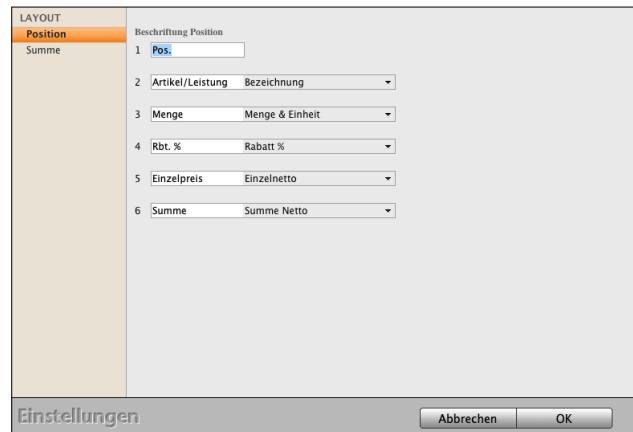 LAYOUT
Position
Summe
Beschriftung Position
1 Pos.
2 Artikel/Leistung Bezeichnung
3 Menge Menge & Einheit
4 Rbt. % Rabatt %
5 Einzelpreis Einzelnetto
6 Summe Summe Netto
Einstellungen
Abbrechen OK